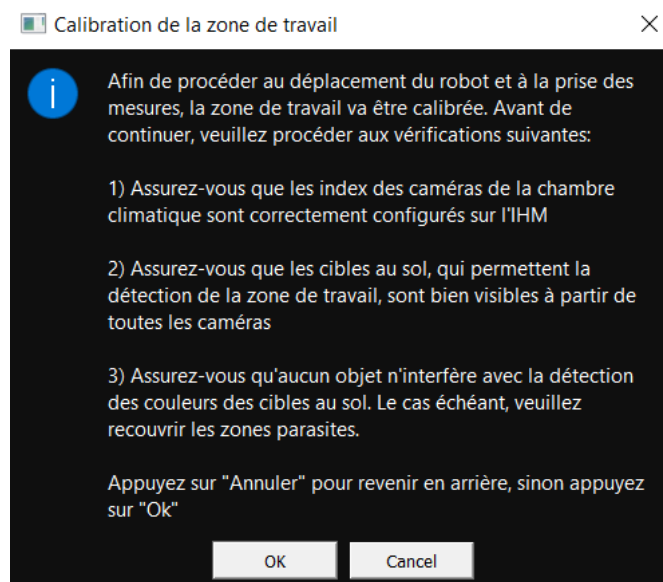 Calibration de la zone de travail
Afin de procéder au déplacement du robot et à la prise des
mesures, la zone de travail va être calibrée. Avant de
continuer, veuillez procéder aux vérifications suivantes:
1) Assurez-vous que les index des caméras de la chambre
climatique sont correctement configurés sur l'IHM
2) Assurez-vous que les cibles au sol, qui permettent la
détection de la zone de travail, sont bien visibles à partir de
toutes les caméras
3) Assurez-vous qu'aucun objet n'interfère avec la détection
des couleurs des cibles au sol. Le cas échéant, veuillez
recouvrir les zones parasites.
Appuyez sur "Annuler" pour revenir en arrière, sinon appuyez
sur "Ok"
OK Cancel